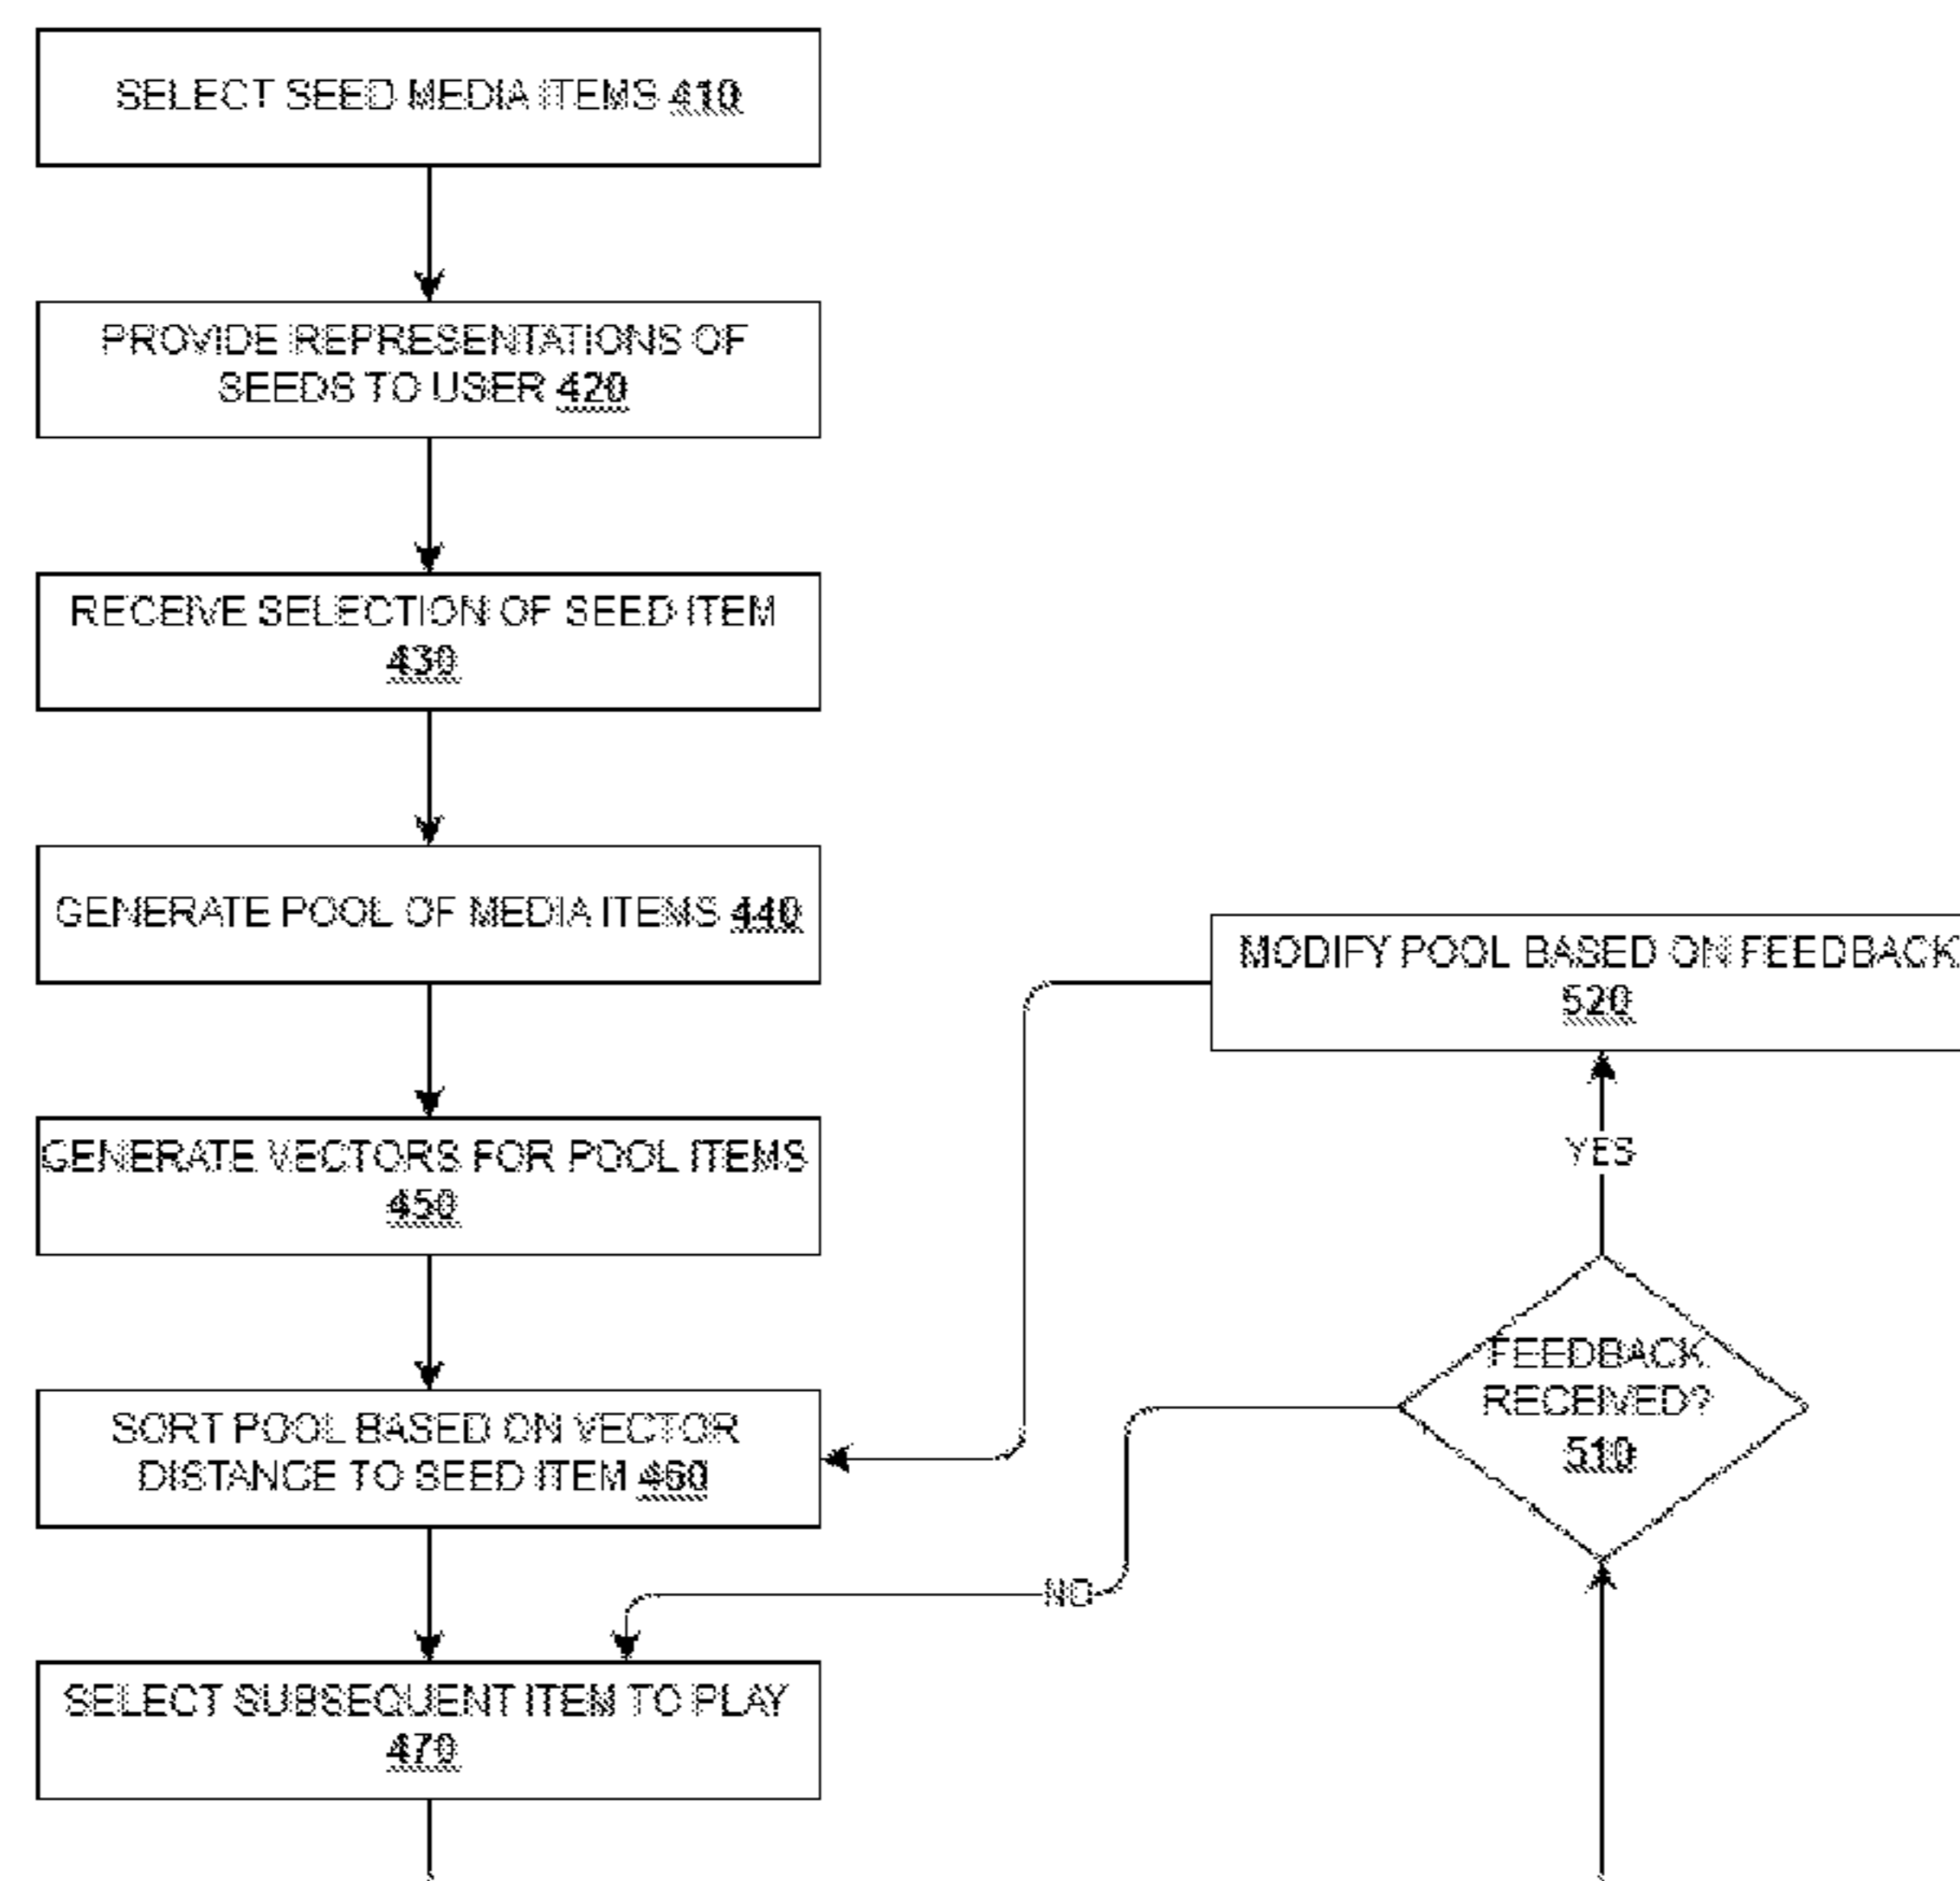 SELECT SEED MEDIA ITEMS 410
PROVIDE REPRESENTATIONS OF
SEEDS TO USER 420
RECEIVE SELECTION OF SEED ITEM
430
GENERATE POOL OF MEDIA ITEMS 440
GENERATE VECTORS FOR POOL ITEMS
450
SORT POOL BASED ON VECTOR
DISTANCE TO SEED ITEM 460
SELECT SUBSEQUENT ITEM TO PLAY
470
MODIFY POOL BASED ON FEEDBACK
520
YES
FEEDBACK
RECEIVED?
510
NO